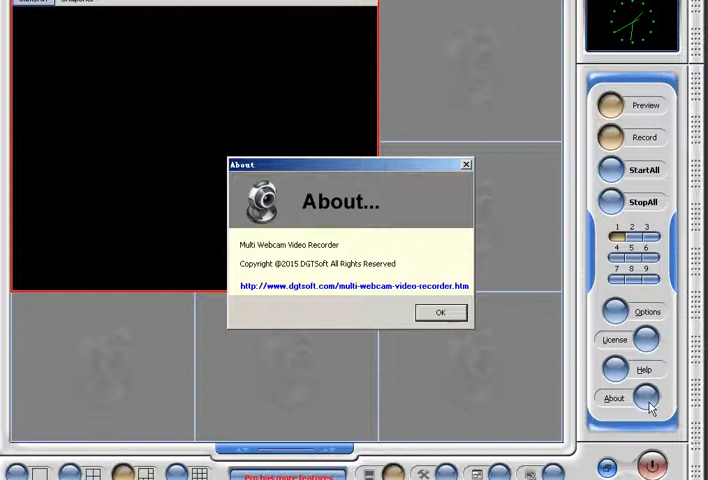 Camera1 Snapshot
Preview
Record
StartAll
StopAll
1 2 3
4 5 6
7 8 9
Options
License
Help
About
About
About...
Multi Webcam Video Recorder
Copyright @2015 DGTSoft All Rights Reserved
http://www.dgtsoft.com/multi-webcam-video-recorder.htm
OK
Pro has more features